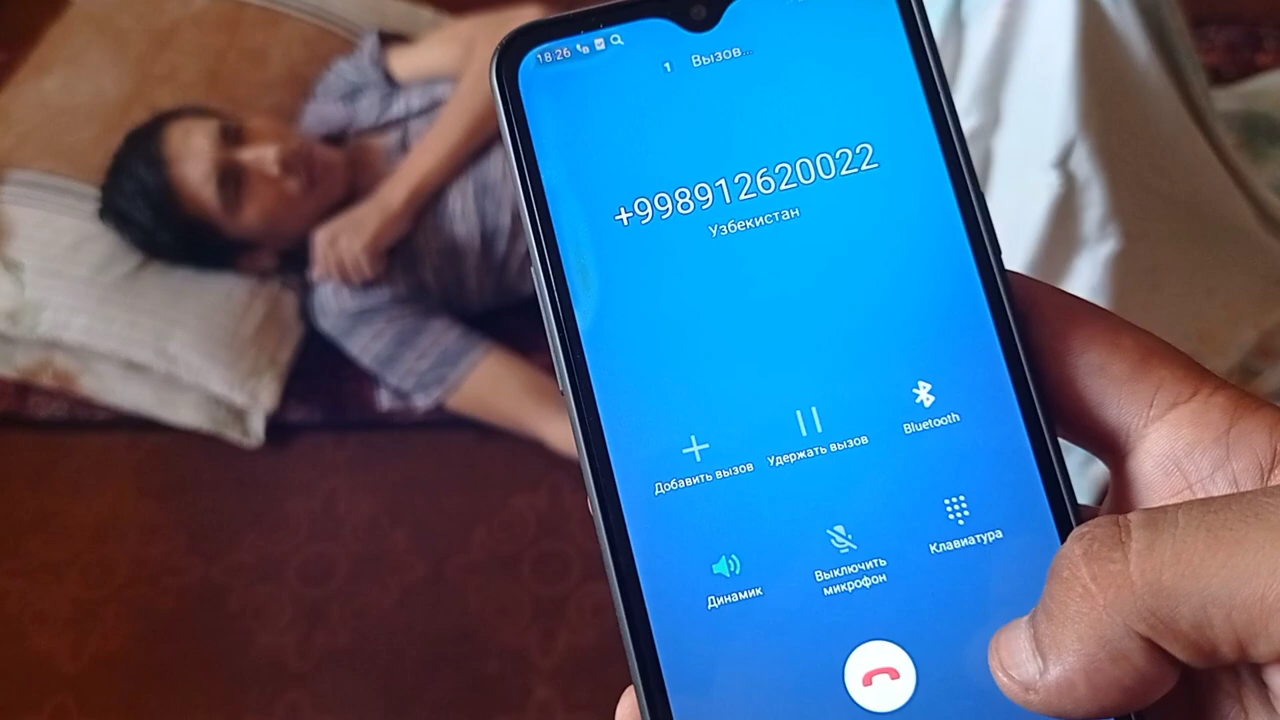 18:26
1 Вызов...
+998912620022
Узбекистан
Добавить вызов
Удержать вызов
Bluetooth
Динамик
Выключить
микрофон
Клавиатура